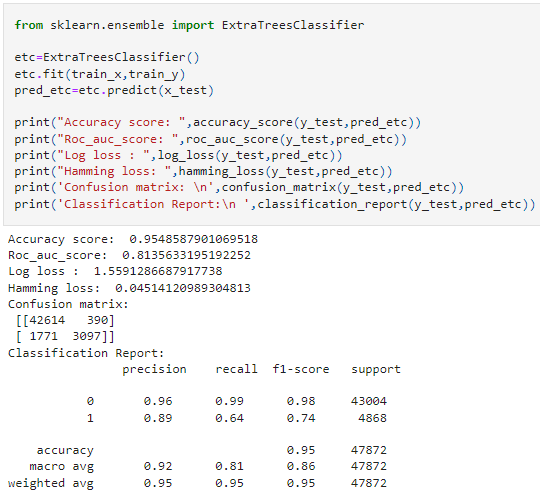 from sklearn.ensemble import ExtraTreesClassifier
etc=ExtraTreesClassifier()
etc.fit(train_x,train_y)
pred_etc=etc.predict(x_test)
print("Accuracy score: ",accuracy_score(y_test,pred_etc))
print("Roc_auc_score: ",roc_auc_score(y_test,pred_etc))
print("Log loss : ",log_loss(y_test,pred_etc))
print("Hamming loss: ",hamming_loss(y_test,pred_etc))
print('Confusion matrix: \n',confusion_matrix(y_test,pred_etc))
print('Classification Report:\n ',classification_report(y_test,pred_etc))
Accuracy score:  0.9548587901069518
Roc_auc_score:  0.8135633195192252
Log loss :  1.5591286687917738
Hamming loss:  0.04514120989304813
Confusion matrix:
 [[42614   390]
 [ 1771  3097]]
Classification Report:
               precision    recall  f1-score   support
           0       0.96      0.99      0.98     43004
           1       0.89      0.64      0.74      4868
    accuracy                           0.95     47872
   macro avg       0.92      0.81      0.86     47872
weighted avg       0.95      0.95      0.95     47872